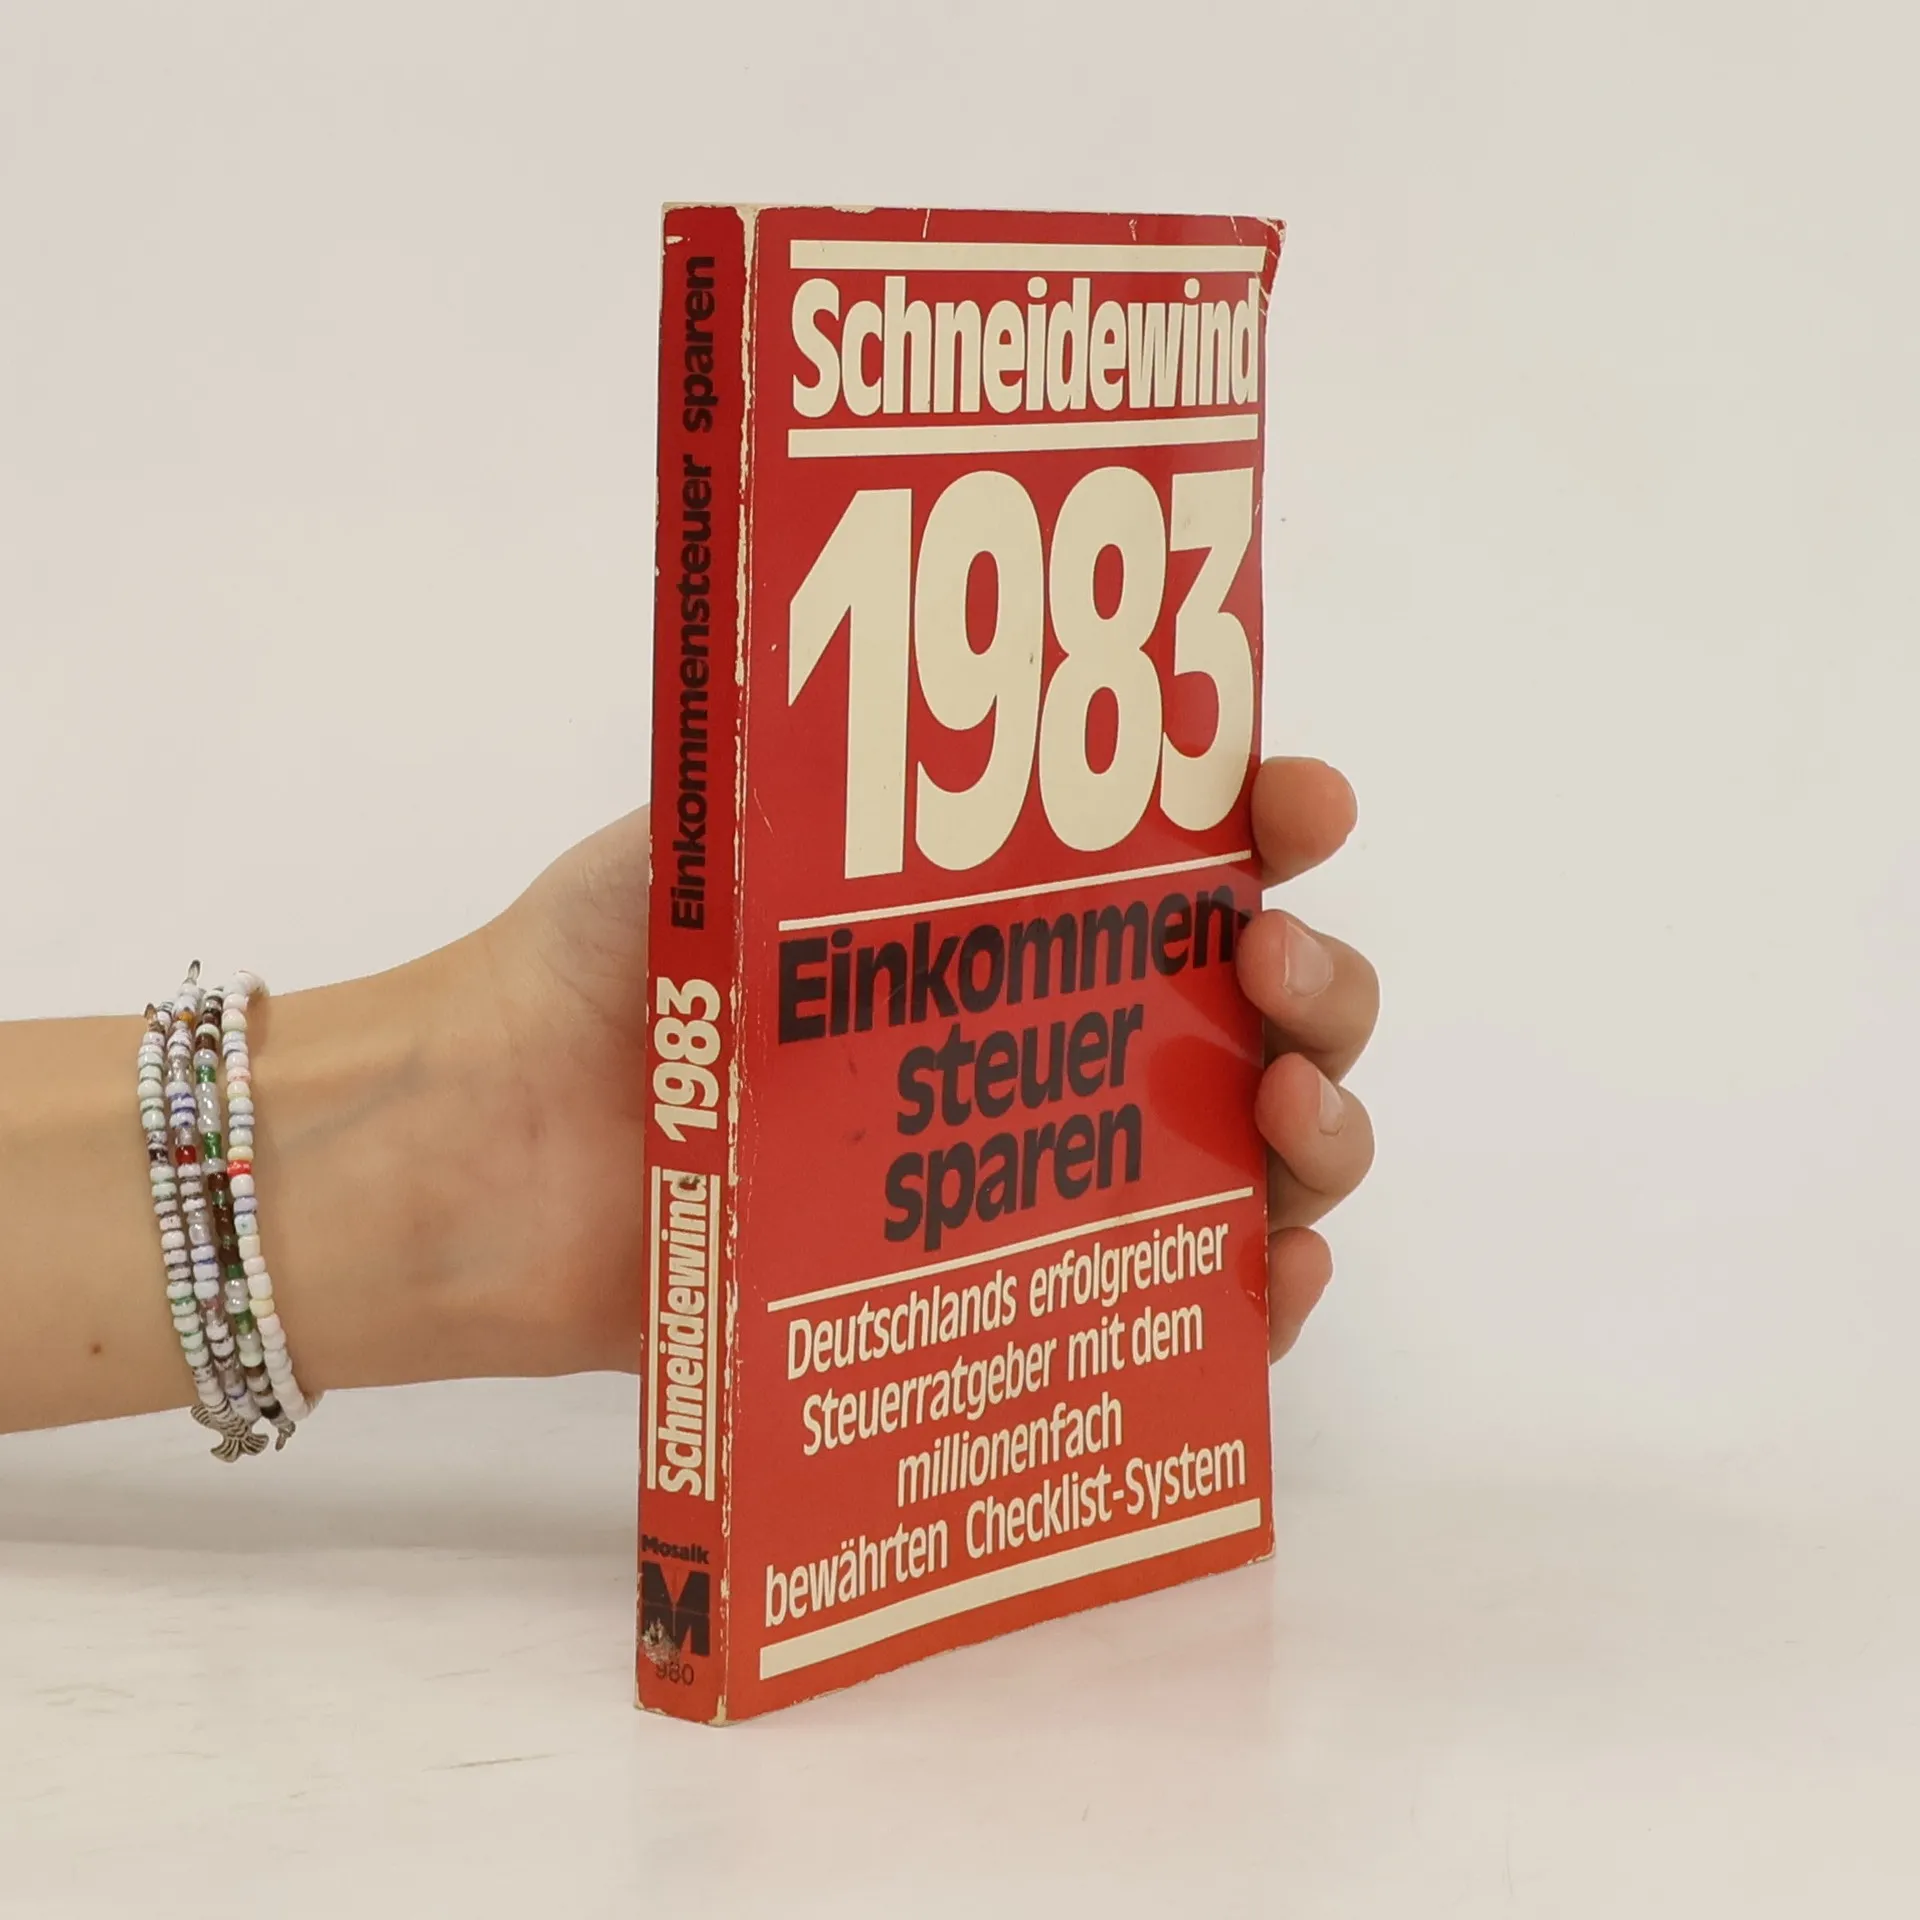 Schneidewind
1983
Einkommen-
steuer
sparen
Deutschlands erfolgreicher
Steuerratgeber mit dem
millionenfach
bewährten Checklist-System
Schneidewind 1983 Einkommensteuer sparen
Mosaik
M
980